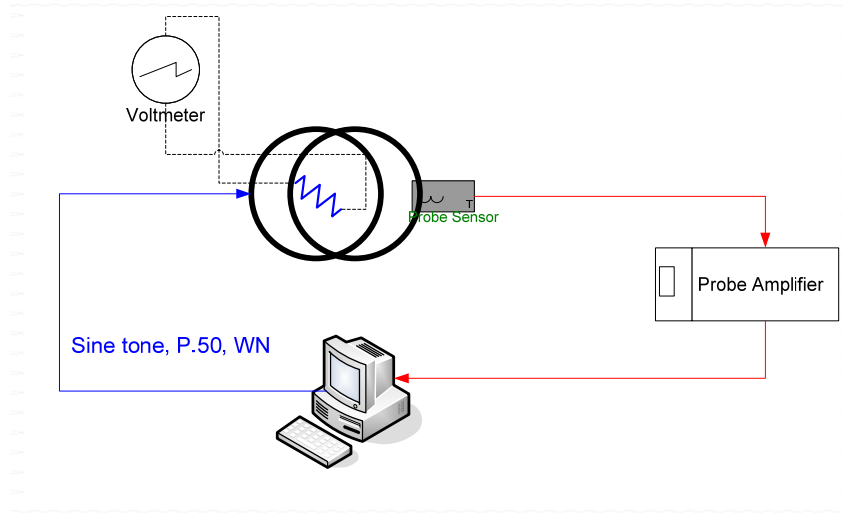 Voltmeter
T
Probe Sensor
Probe Amplifier
Sine tone, P.50, WN